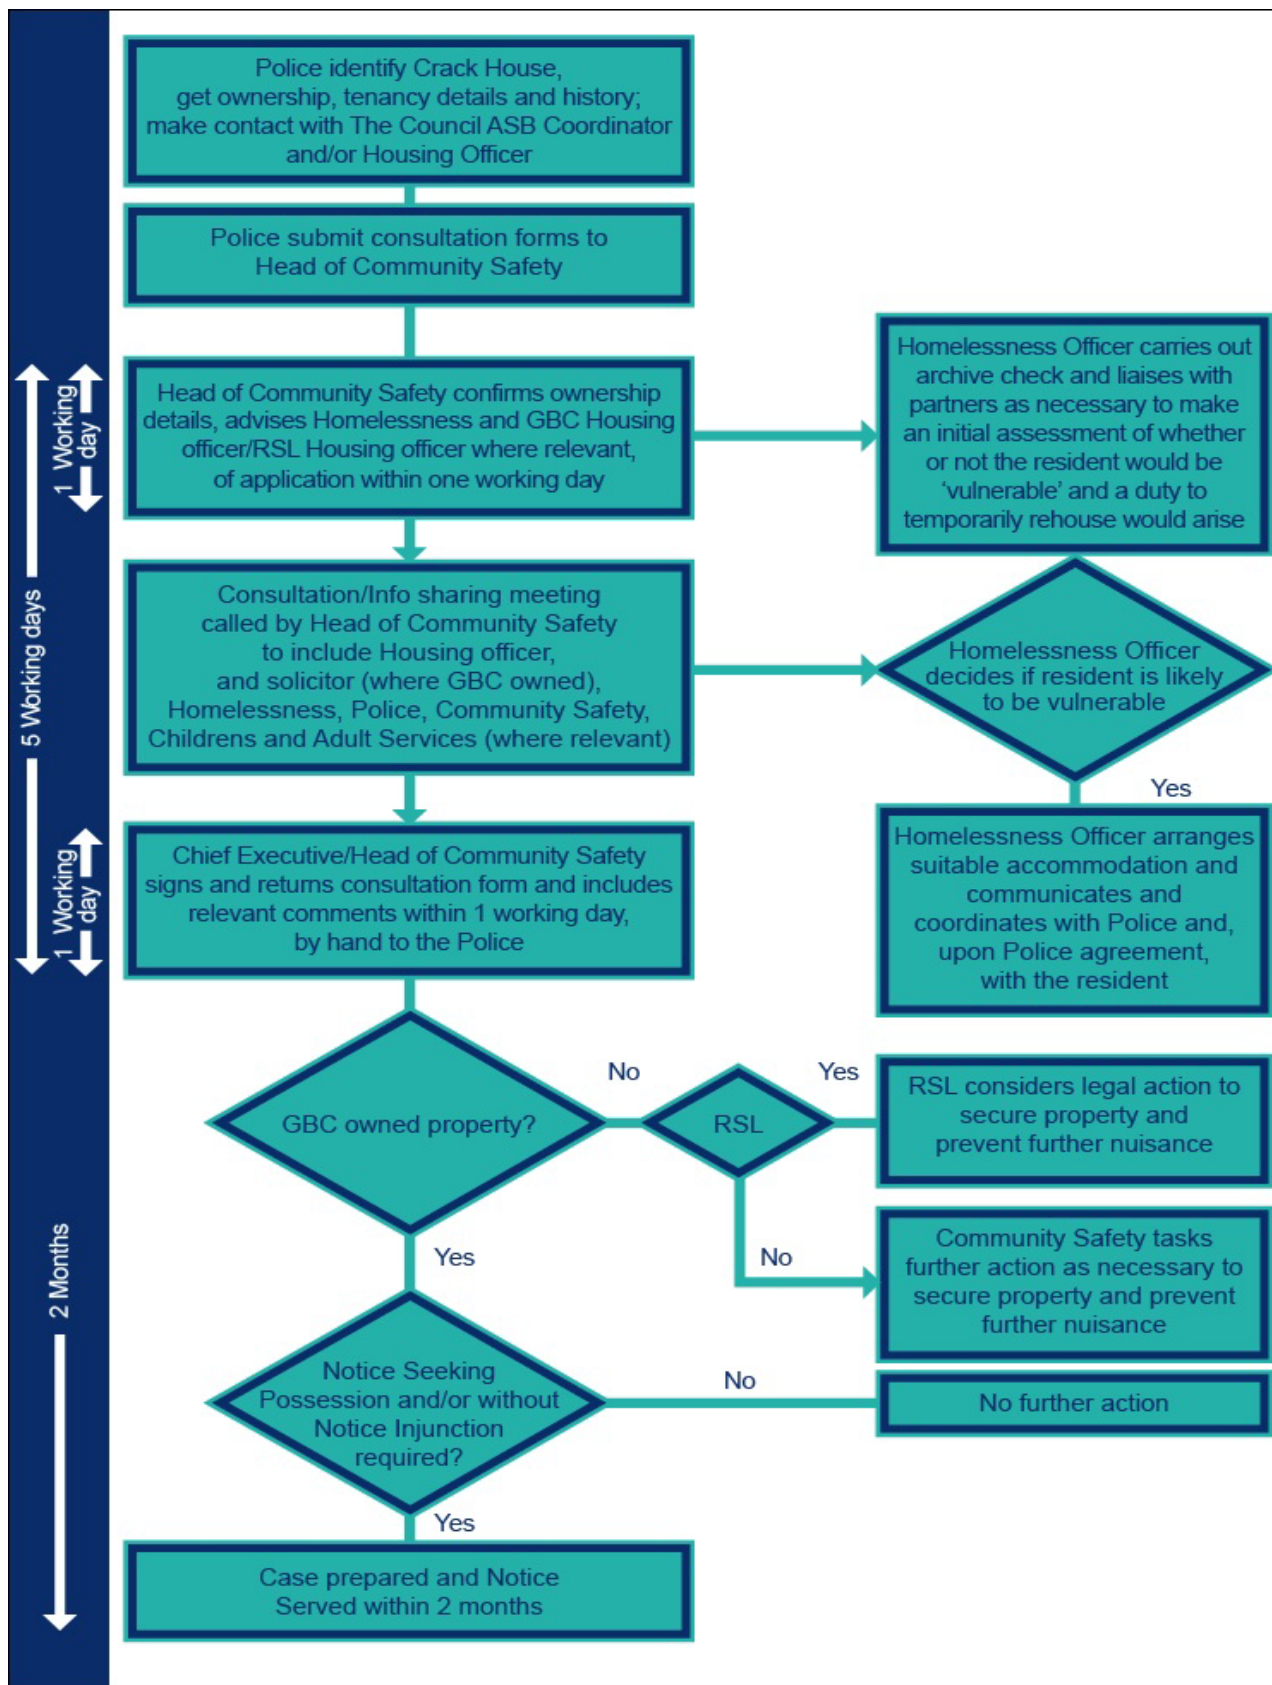 Police identify Crack House,
get ownership, tenancy details and history;
make contact with The Council ASB Coordinator
and/or Housing Officer
Police submit consultation forms to
Head of Community Safety
5 Working days
1 Working
day
Head of Community Safety confirms ownership
details, advises Homelessness and GBC Housing
officer/RSL Housing officer where relevant,
of application within one working day
Homelessness Officer carries out
archive check and liaises with
partners as necessary to make
an initial assessment of whether
or not the resident would be
‘vulnerable’ and a duty to
temporarily rehouse would arise
Consultation/Info sharing meeting
called by Head of Community Safety
to include Housing officer,
and solicitor (where GBC owned),
Homelessness, Police, Community Safety,
Childrens and Adult Services (where relevant)
Homelessness Officer
decides if resident is likely
to be vulnerable
Yes
Homelessness Officer arranges
suitable accommodation and
communicates and
coordinates with Police and,
upon Police agreement,
with the resident
1 Working
day
Chief Executive/Head of Community Safety
signs and returns consultation form and includes
relevant comments within 1 working day,
by hand to the Police
2 Months
GBC owned property?
No
RSL
Yes
RSL considers legal action to
secure property and
prevent further nuisance
No
Community Safety tasks
further action as necessary to
secure property and prevent
further nuisance
Yes
Notice Seeking
Possession and/or without
Notice Injunction
required?
No
No further action
Yes
Case prepared and Notice
Served within 2 months